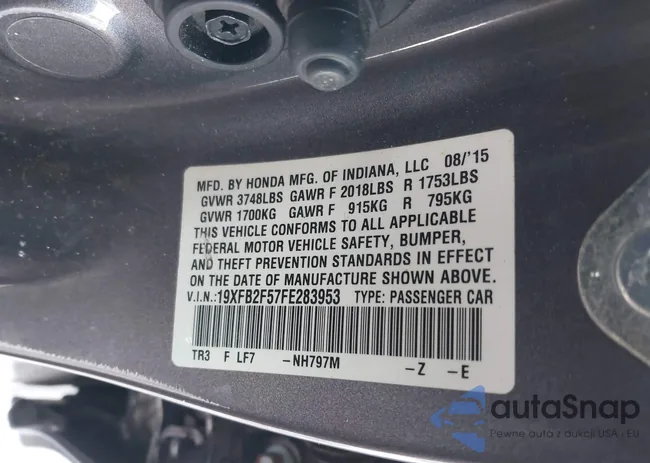 MFD. BY HONDA MFG. OF INDIANA, LLC 08/'15
GVWR 3748LBS GAWR F 2018LBS R 1753LBS
GVWR 1700KG GAWR F 915KG R 795KG
THIS VEHICLE CONFORMS TO ALL APPLICABLE
FEDERAL MOTOR VEHICLE SAFETY, BUMPER,
AND THEFT PREVENTION STANDARDS IN EFFECT
ON THE DATE OF MANUFACTURE SHOWN ABOVE.
V.I.N.:19XFB2F57FE283953 TYPE: PASSENGER CAR
TR3 F LF7 -NH797M -Z -E
autaSnap
Pewne auta z aukcji USA i EU